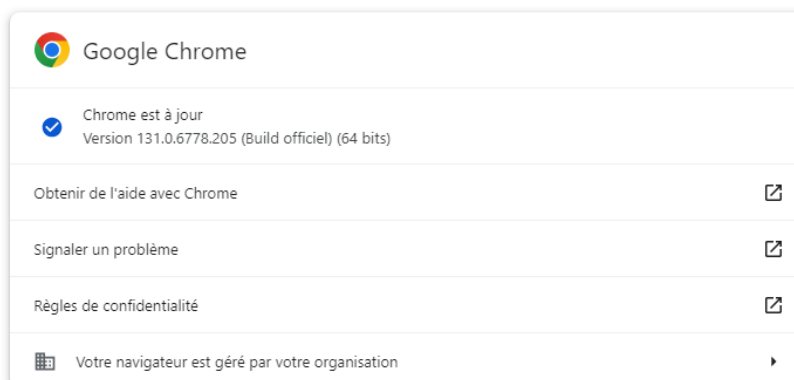 Google Chrome
Chrome est à jour
Version 131.0.6778.205 (Build officiel) (64 bits)
Obtenir de l'aide avec Chrome
Signaler un problème
Règles de confidentialité
Votre navigateur est géré par votre organisation